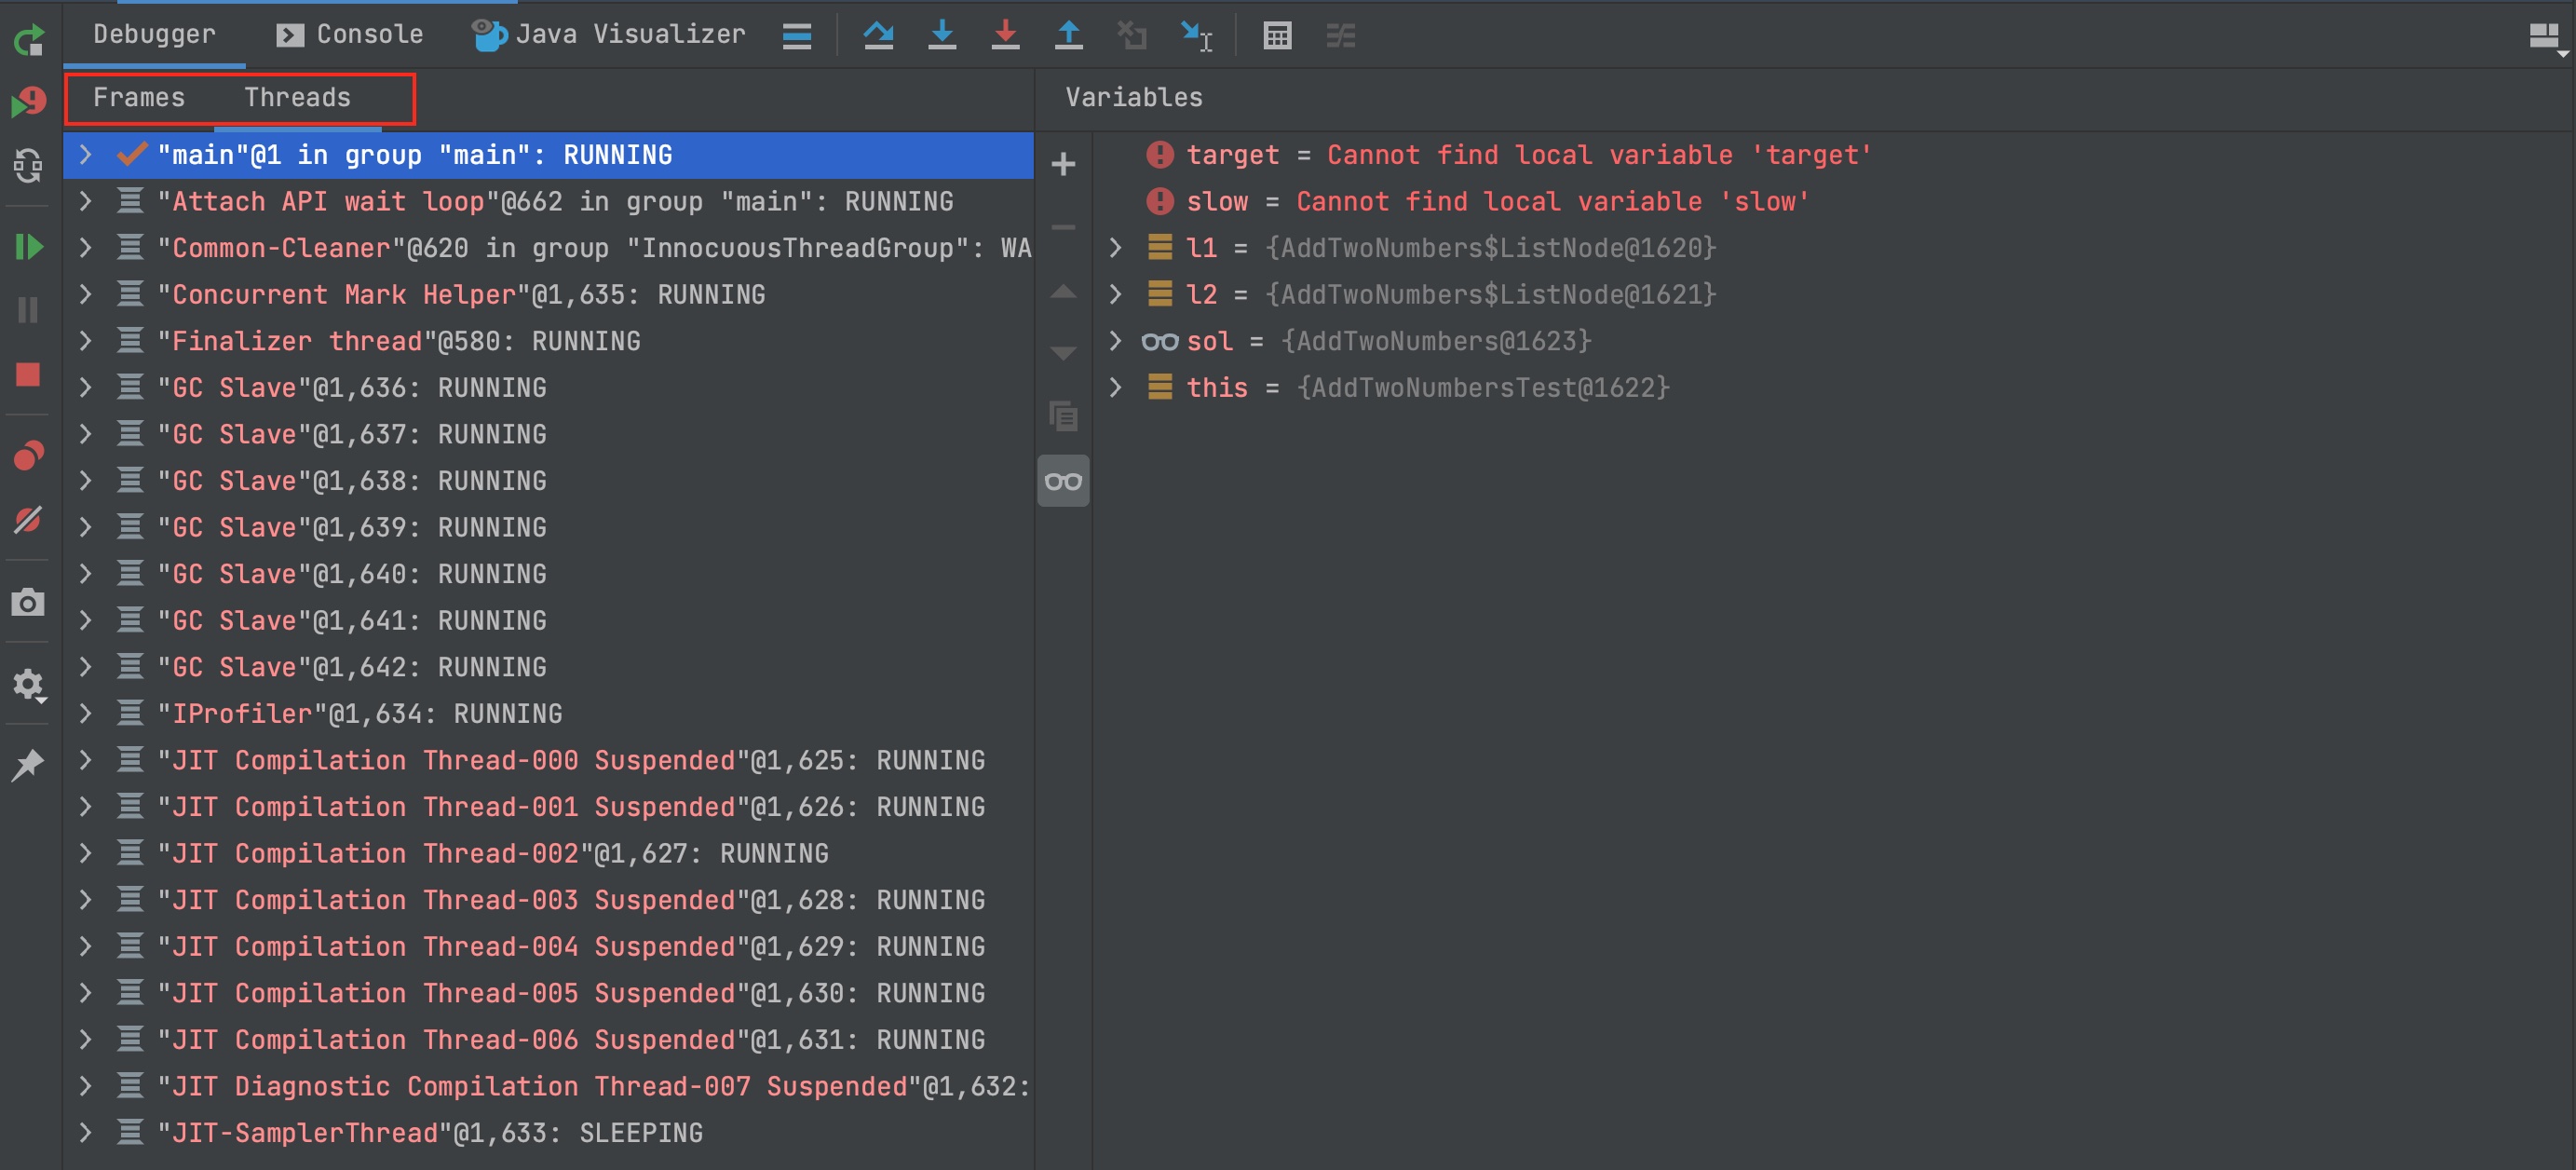 Debugger Console Java Visualizer
Frames Threads
Variables
"main"@1 in group "main": RUNNING
"Attach API wait loop"@662 in group "main": RUNNING
"Common-Cleaner"@620 in group "InnocuousThreadGroup": WA
"Concurrent Mark Helper"@1,635: RUNNING
"Finalizer thread"@580: RUNNING
"GC Slave"@1,636: RUNNING
"GC Slave"@1,637: RUNNING
"GC Slave"@1,638: RUNNING
"GC Slave"@1,639: RUNNING
"GC Slave"@1,640: RUNNING
"GC Slave"@1,641: RUNNING
"GC Slave"@1,642: RUNNING
"IProfiler"@1,634: RUNNING
"JIT Compilation Thread-000 Suspended"@1,625: RUNNING
"JIT Compilation Thread-001 Suspended"@1,626: RUNNING
"JIT Compilation Thread-002"@1,627: RUNNING
"JIT Compilation Thread-003 Suspended"@1,628: RUNNING
"JIT Compilation Thread-004 Suspended"@1,629: RUNNING
"JIT Compilation Thread-005 Suspended"@1,630: RUNNING
"JIT Compilation Thread-006 Suspended"@1,631: RUNNING
"JIT Diagnostic Compilation Thread-007 Suspended"@1,632:
"JIT-SamplerThread"@1,633: SLEEPING
target = Cannot find local variable 'target'
slow = Cannot find local variable 'slow'
l1 = {AddTwoNumbers$ListNode@1620}
l2 = {AddTwoNumbers$ListNode@1621}
sol = {AddTwoNumbers@1623}
this = {AddTwoNumbersTest@1622}